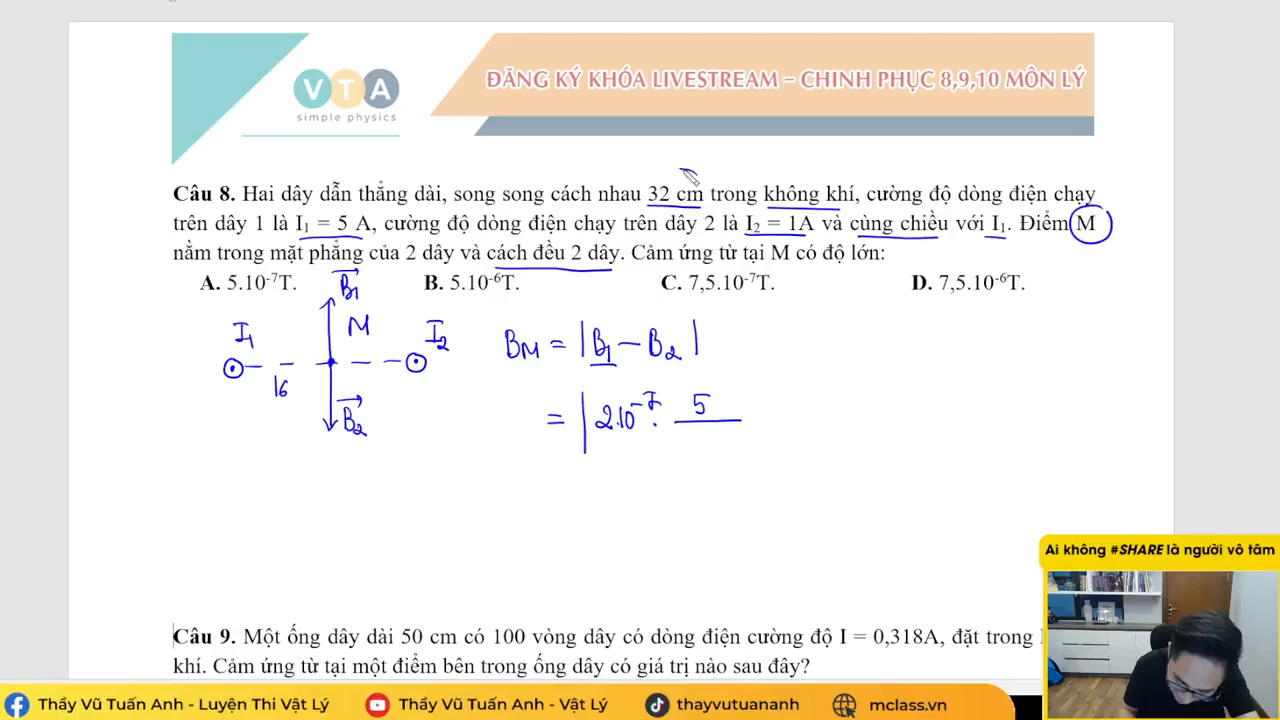 VTA
simple physics
ĐĂNG KÝ KHÓA LIVESTREAM – CHINH PHỤC 8,9,10 MÔN LÝ
Câu 8. Hai dây dẫn thẳng dài, song song cách nhau 32 cm trong không khí, cường độ dòng điện chạy
trên dây 1 là I₁ = 5 A, cường độ dòng điện chạy trên dây 2 là I₂ = 1A và cùng chiều với I₁. Điểm M
nằm trong mặt phẳng của 2 dây và cách đều 2 dây. Cảm ứng từ tại M có độ lớn:
A. 5.10⁻⁷T. B. 5.10⁻⁶T. C. 7,5.10⁻⁷T. D. 7,5.10⁻⁶T.
B₁
I₁ M I₂
16
B₂
B_M = |B₁ − B₂|
= | 2.10⁻⁷. 5
Câu 9. Một ống dây dài 50 cm có 100 vòng dây có dòng điện cường độ I = 0,318A, đặt trong
khí. Cảm ứng từ tại một điểm bên trong ống dây có giá trị nào sau đây?
Ai không #SHARE là người vô tâm
Thầy Vũ Tuấn Anh - Luyện Thi Vật Lý Thầy Vũ Tuấn Anh - Vật Lý thayvutuananh mclass.vn